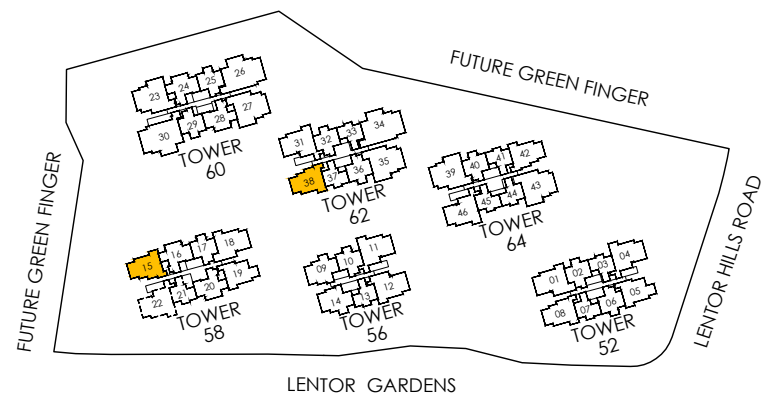 FUTURE GREEN FINGER
23 24 25 26
30 29 28 27
TOWER
60
31 32 33 34
38 37 36 35
TOWER
62
39 40 41 42
46 45 44 43
TOWER
64
FUTURE GREEN FINGER
15 16 17 18
22 21 20 19
TOWER
58
09 10 11
14 13 12
TOWER
56
01 02 03 04
08 07 06 05
TOWER
52
LENTOR HILLS ROAD
LENTOR GARDENS